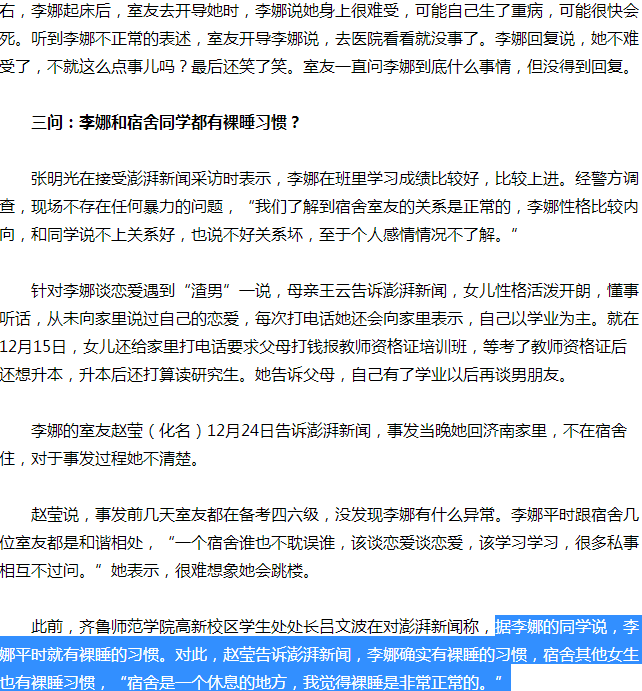 右，李娜起床后，室友去开导她时，李娜说她身上很难受，可能自己生了重病，可能很快会
死。听到李娜不正常的表述，室友开导李娜说，去医院看看就没事了。李娜回复说，她不难
受了，不就这么点事儿吗？最后还笑了笑。室友一直问李娜到底什么事情，但没得到回复。
三问：李娜和宿舍同学都有裸睡习惯？
张明光在接受澎湃新闻采访时表示，李娜在班里学习成绩比较好，比较上进。经警方调
查，现场不存在任何暴力的问题，“我们了解到宿舍室友的关系是正常的，李娜性格比较内
向，和同学说不上关系好，也说不好关系坏，至于个人感情情况不了解。”
针对李娜谈恋爱遇到“渣男”一说，母亲王云告诉澎湃新闻，女儿性格活泼开朗，懂事
听话，从未向家里说过自己的恋爱，每次打电话她还会向家里表示，自己以学业为主。就在
12月15日，女儿还给家里打电话要求父母打钱报教师资格证培训班，等考了教师资格证后
还想升本，升本后还打算读研究生。她告诉父母，自己有了学业以后再谈男朋友。
李娜的室友赵莹（化名）12月24日告诉澎湃新闻，事发当晚她回济南家里，不在宿舍
住，对于事发过程她不清楚。
赵莹说，事发前几天室友都在备考四六级，没发现李娜有什么异常。李娜平时跟宿舍几
位室友都是和谐相处，“一个宿舍谁也不耽误谁，该谈恋爱谈恋爱，该学习学习，很多私事
相互不过问。”她表示，很难想象她会跳楼。
此前，齐鲁师范学院高新校区学生处处长吕文波在对澎湃新闻称，据李娜的同学说，李
娜平时就有裸睡的习惯。对此，赵莹告诉澎湃新闻，李娜确实有裸睡的习惯，宿舍其他女生
也有裸睡习惯，“宿舍是一个休息的地方，我觉得裸睡是非常正常的。”